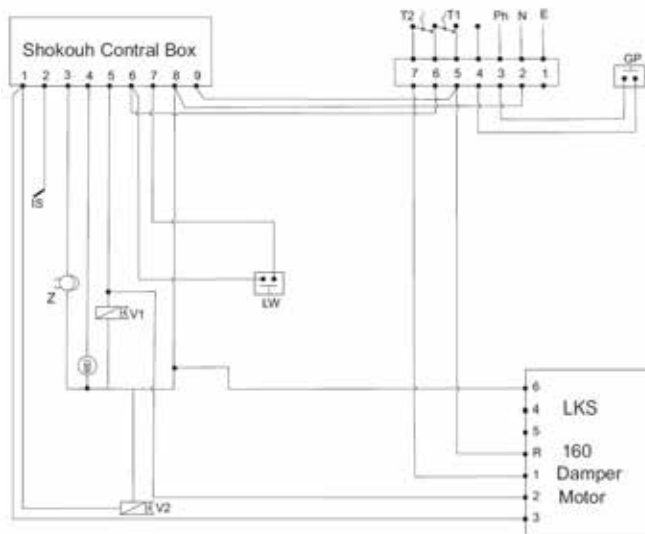 T2 T1 Ph N E
Shokouh Contral Box
GP
1 2 3 4 5 6 7 8 9
7 6 5 4 3 2 1
IS
Z
LW
V1
6
4 LKS
5
R 160
1 Damper
2 Motor
V2
3